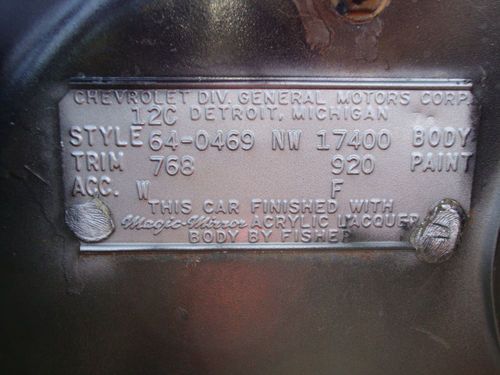 CHEVROLET DIV. GENERAL MOTORS CORP.
12C DETROIT, MICHIGAN
STYLE 64-0469 NW 17400 BODY
TRIM 768 920 PAINT
ACC. W F
THIS CAR FINISHED WITH
Magic-Mirror ACRYLIC LACQUER
BODY BY FISHER